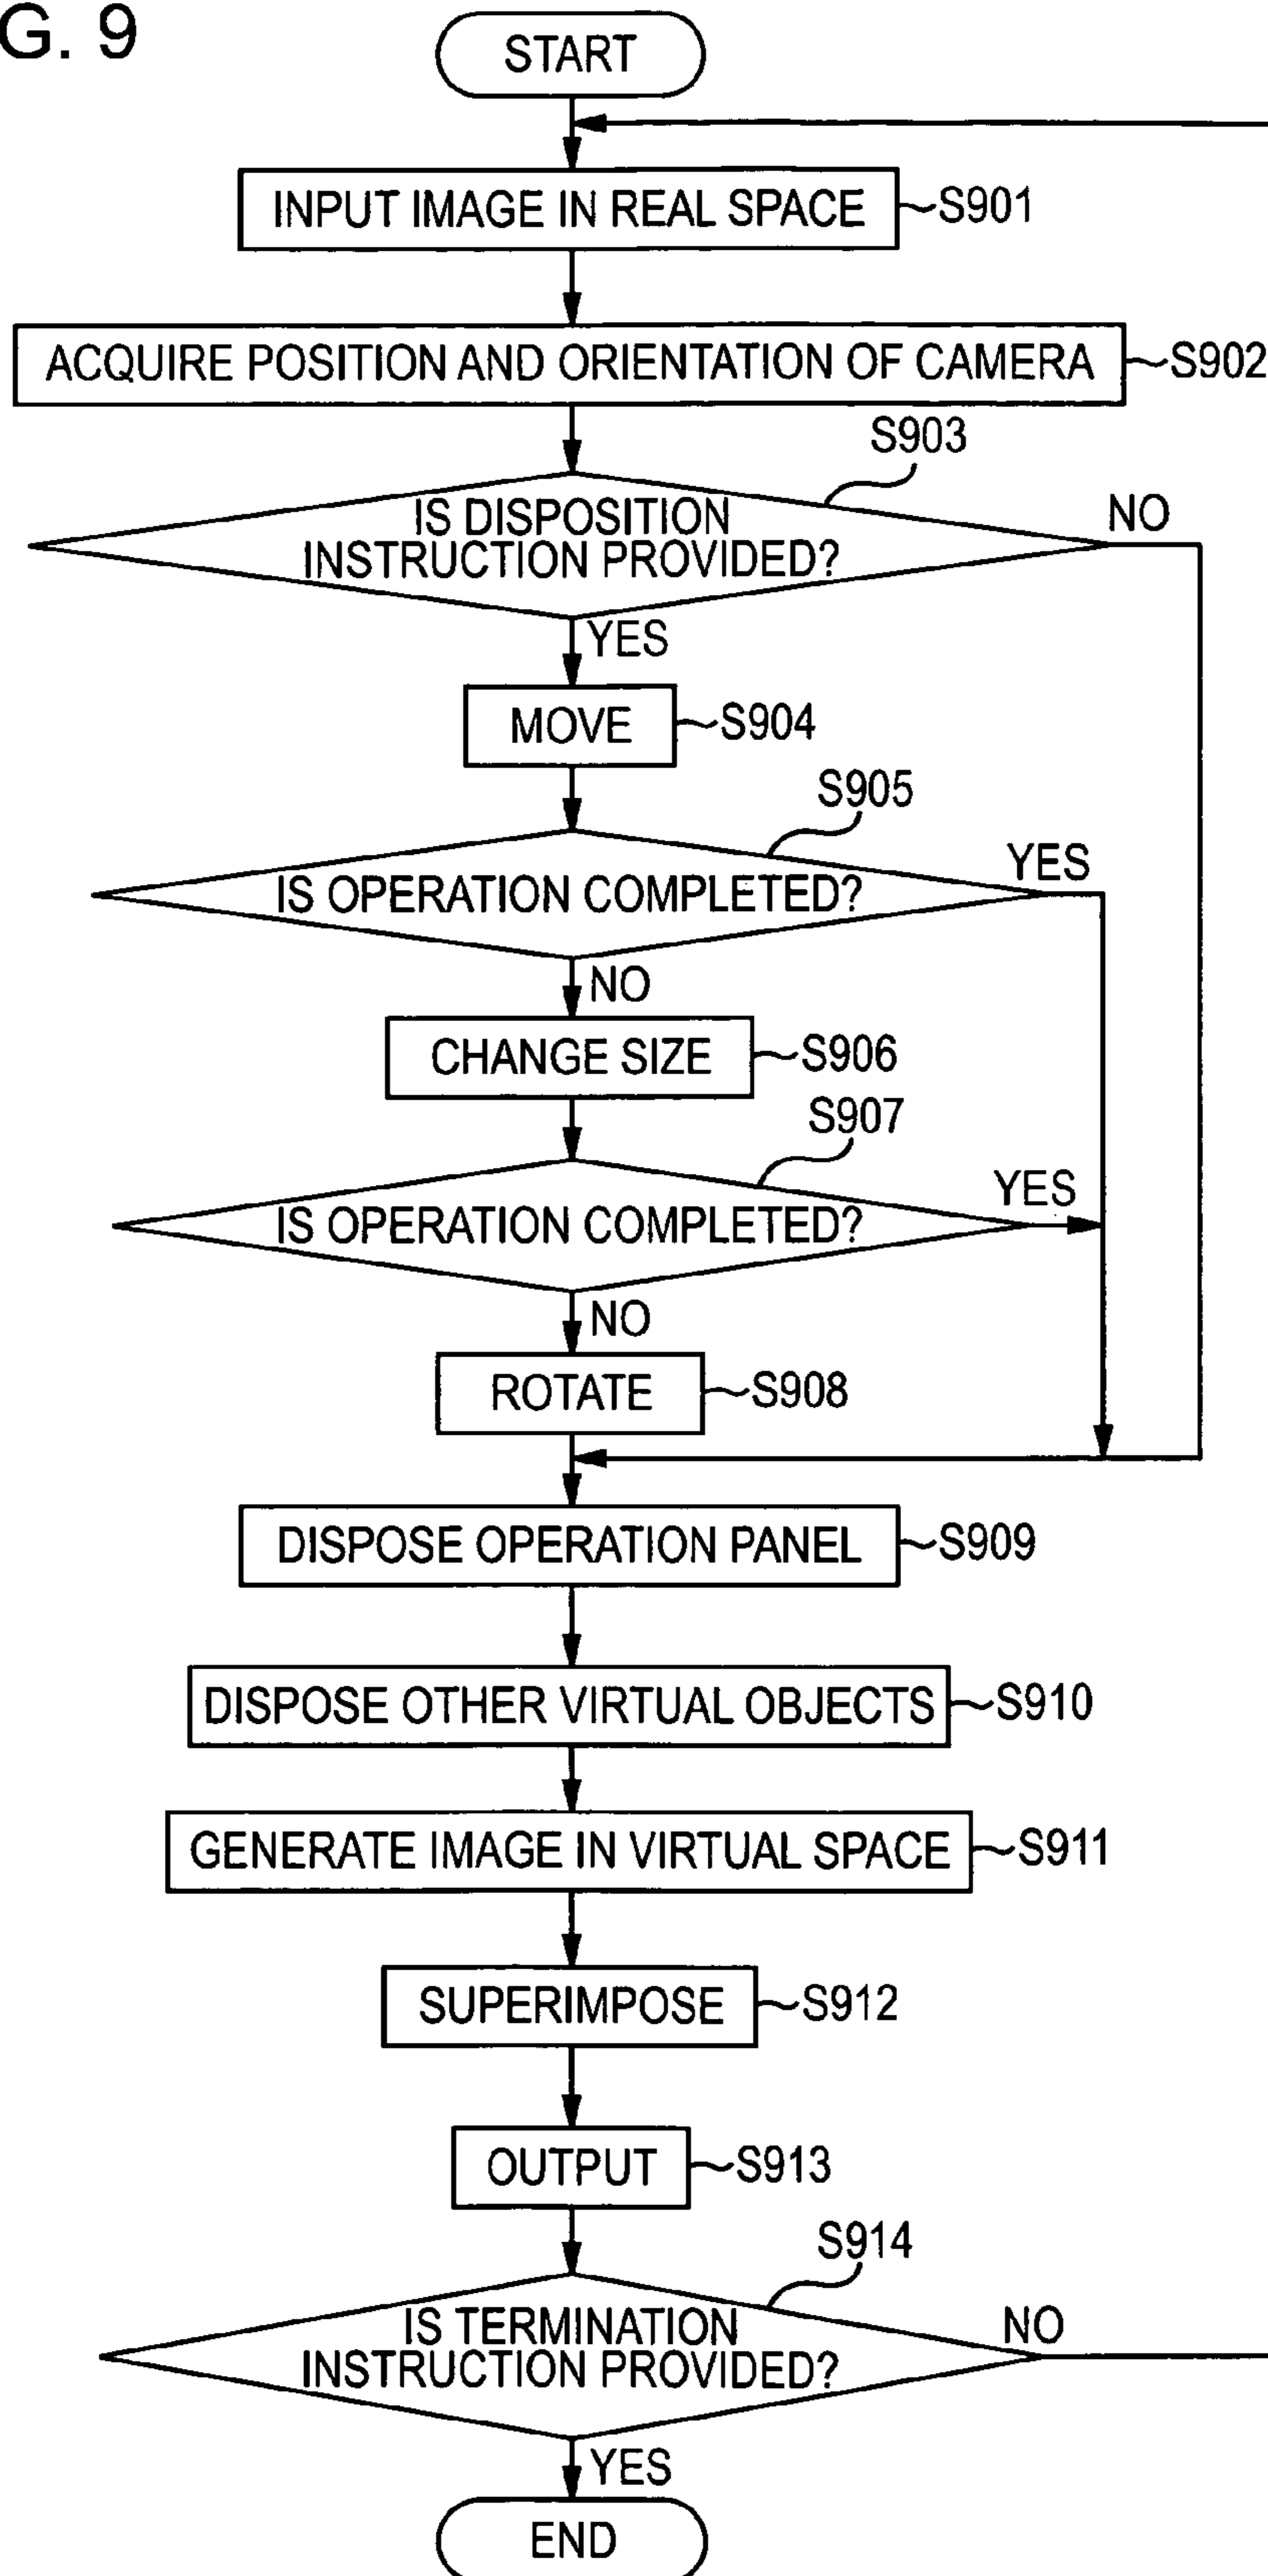 G. 9
START
INPUT IMAGE IN REAL SPACE
S901
ACQUIRE POSITION AND ORIENTATION OF CAMERA
S902
S903
IS DISPOSITION
INSTRUCTION PROVIDED?
NO
YES
MOVE
S904
S905
IS OPERATION COMPLETED?
YES
NO
CHANGE SIZE
S906
S907
IS OPERATION COMPLETED?
YES
NO
ROTATE
S908
DISPOSE OPERATION PANEL
S909
DISPOSE OTHER VIRTUAL OBJECTS
S910
GENERATE IMAGE IN VIRTUAL SPACE
S911
SUPERIMPOSE
S912
OUTPUT
S913
S914
IS TERMINATION
INSTRUCTION PROVIDED?
NO
YES
END